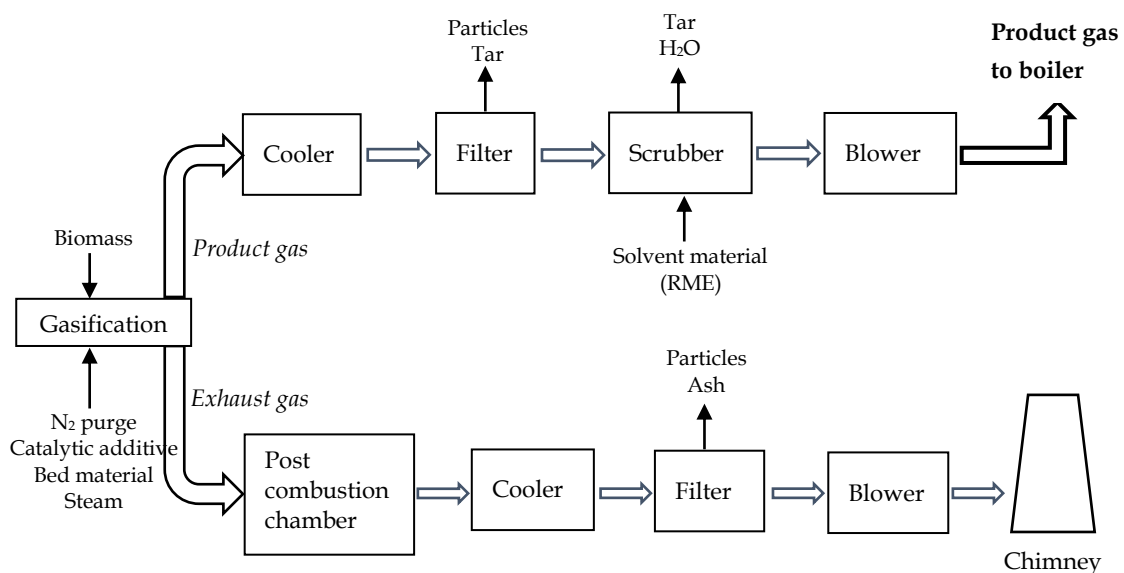 Particles
Tar
Tar
H₂O
Product gas
to boiler
Cooler
Filter
Scrubber
Blower
Biomass
Product gas
Solvent material
(RME)
Gasification
Particles
Ash
Exhaust gas
N₂ purge
Catalytic additive
Bed material
Steam
Post
combustion
chamber
Cooler
Filter
Blower
Chimney